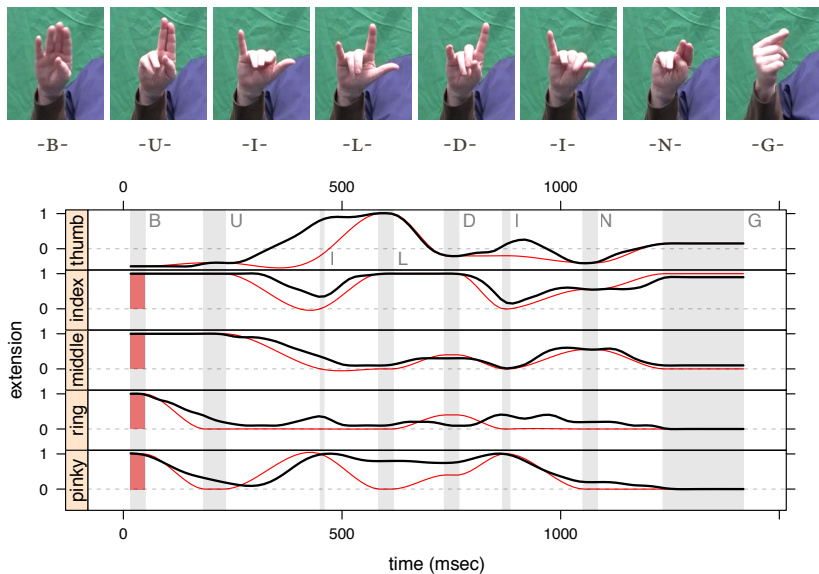 -B- -U- -I- -L- -D- -I- -N- -G-
0 500 1000
thumb 1 0 B U I L D I N G
index 1 0
middle 1 0
ring 1 0
pinky 1 0
extension
0 500 1000
time (msec)